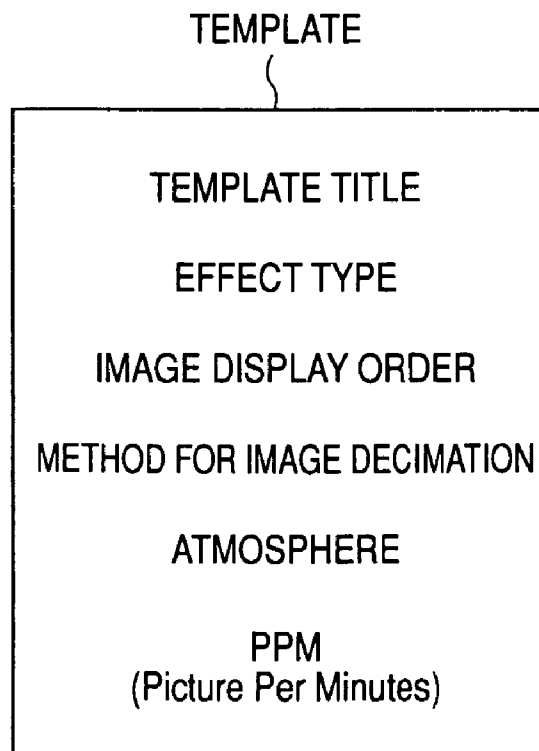 TEMPLATE
TEMPLATE TITLE
EFFECT TYPE
IMAGE DISPLAY ORDER
METHOD FOR IMAGE DECIMATION
ATMOSPHERE
PPM
(Picture Per Minutes)